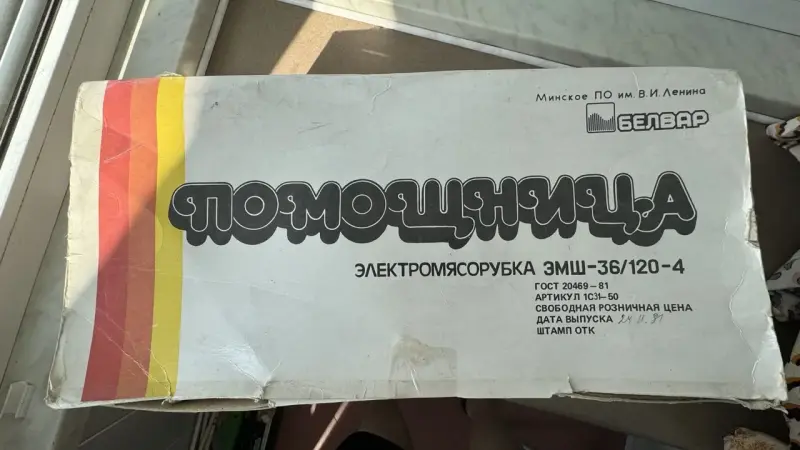 Минское ПО им. В.И.Ленина
БЕЛВАР
ПОМОЩНИЦА
ЭЛЕКТРОМЯСОРУБКА ЭМШ-36/120-4
ГОСТ 20469-81
АРТИКУЛ 1С31-50
СВОБОДНАЯ РОЗНИЧНАЯ ЦЕНА
ДАТА ВЫПУСКА
ШТАМП ОТК